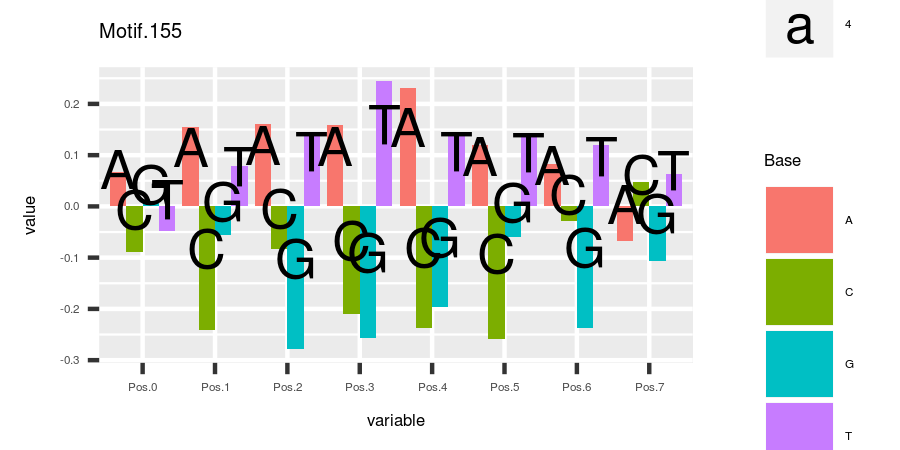 Motif.155
a 4
value
0.2
0.1
0.0
-0.1
-0.2
-0.3
A C G T
A C G T
A C G T
A C G T
A C G T
A C G T
A C G T
A C G T
Pos.0 Pos.1 Pos.2 Pos.3 Pos.4 Pos.5 Pos.6 Pos.7
variable
Base
A
C
G
T